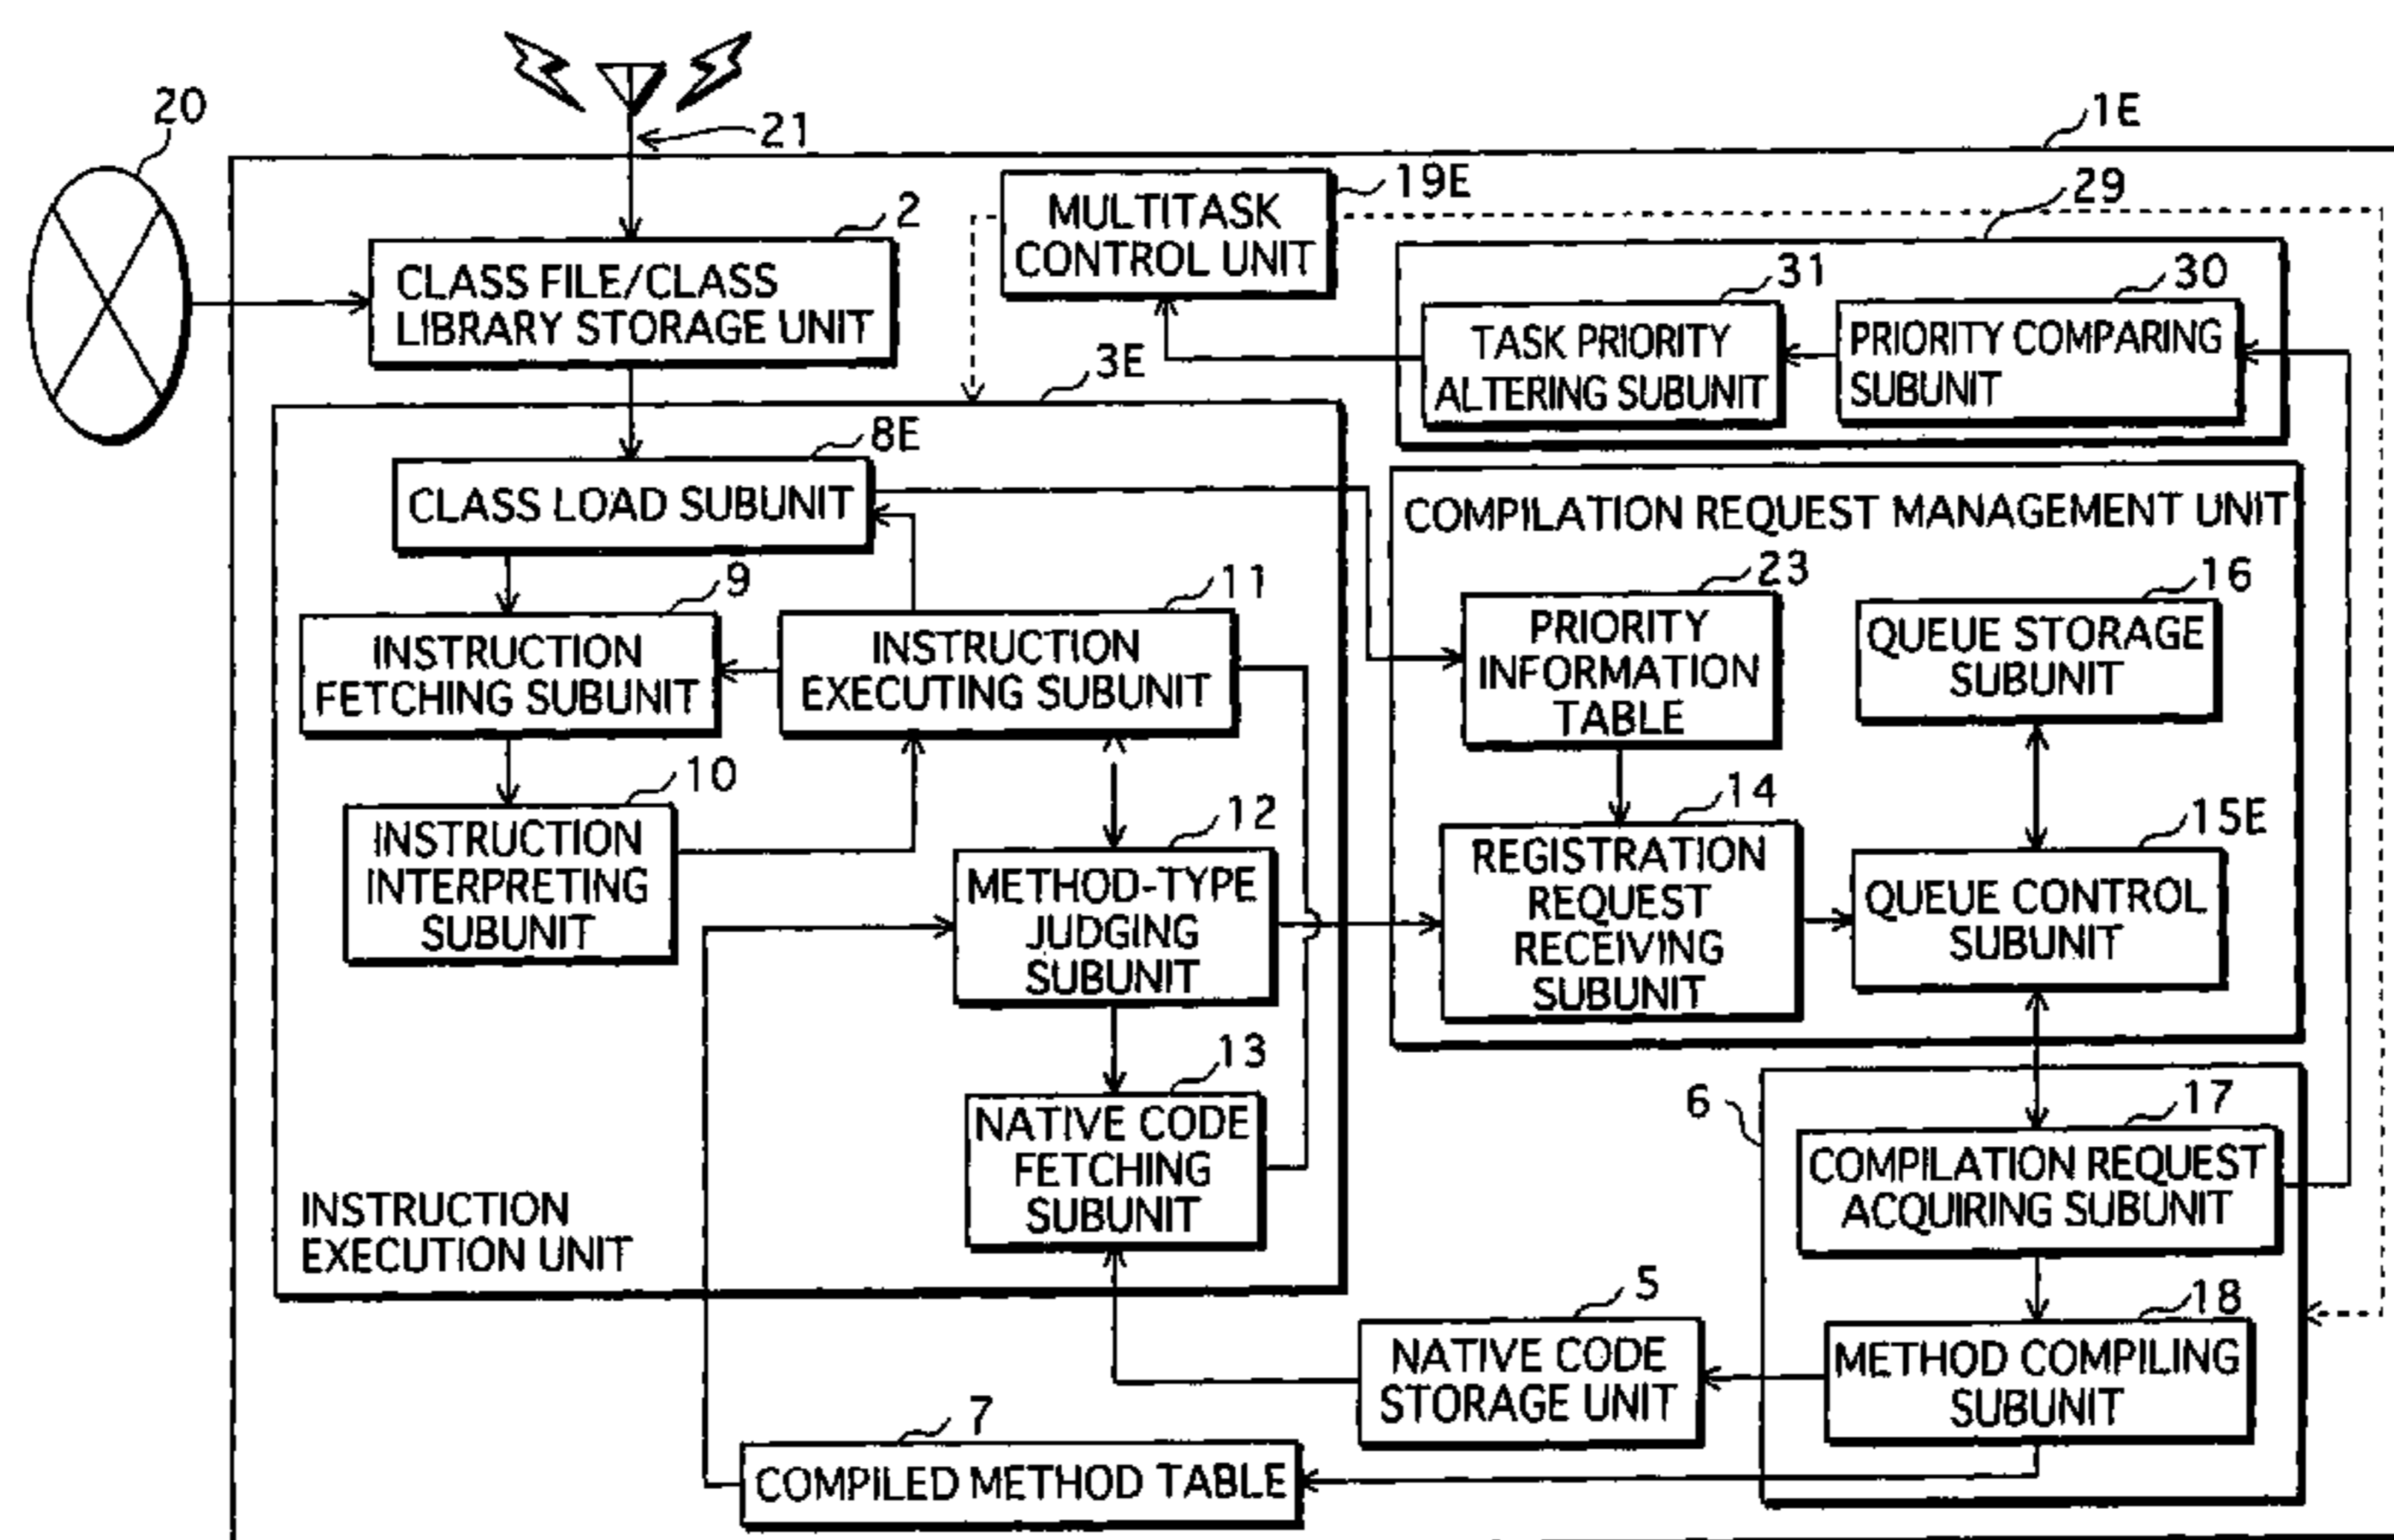 20
21
1E
19E
MULTITASK
CONTROL UNIT
29
2
CLASS FILE/CLASS
LIBRARY STORAGE UNIT
31
TASK PRIORITY
ALTERING SUBUNIT
30
PRIORITY COMPARING
SUBUNIT
3E
8E
CLASS LOAD SUBUNIT
COMPILATION REQUEST MANAGEMENT UNIT
9
INSTRUCTION
FETCHING SUBUNIT
11
INSTRUCTION
EXECUTING SUBUNIT
23
PRIORITY
INFORMATION
TABLE
16
QUEUE STORAGE
SUBUNIT
10
INSTRUCTION
INTERPRETING
SUBUNIT
12
METHOD-TYPE
JUDGING
SUBUNIT
14
REGISTRATION
REQUEST
RECEIVING
SUBUNIT
15E
QUEUE CONTROL
SUBUNIT
13
NATIVE CODE
FETCHING
SUBUNIT
6
17
COMPILATION REQUEST
ACQUIRING SUBUNIT
INSTRUCTION
EXECUTION UNIT
5
NATIVE CODE
STORAGE UNIT
18
METHOD COMPILING
SUBUNIT
7
COMPILED METHOD TABLE